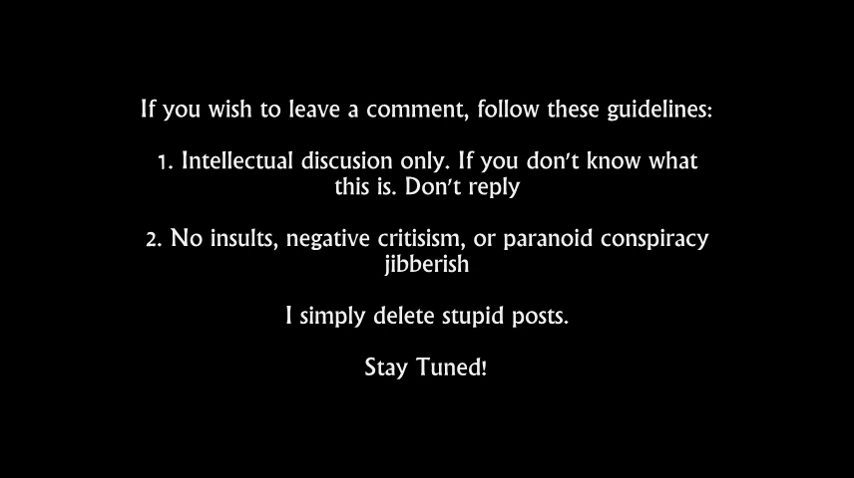 If you wish to leave a comment, follow these guidelines:
1. Intellectual discusion only. If you don't know what
this is. Don't reply
2. No insults, negative critisism, or paranoid conspiracy
jibberish
I simply delete stupid posts.
Stay Tuned!